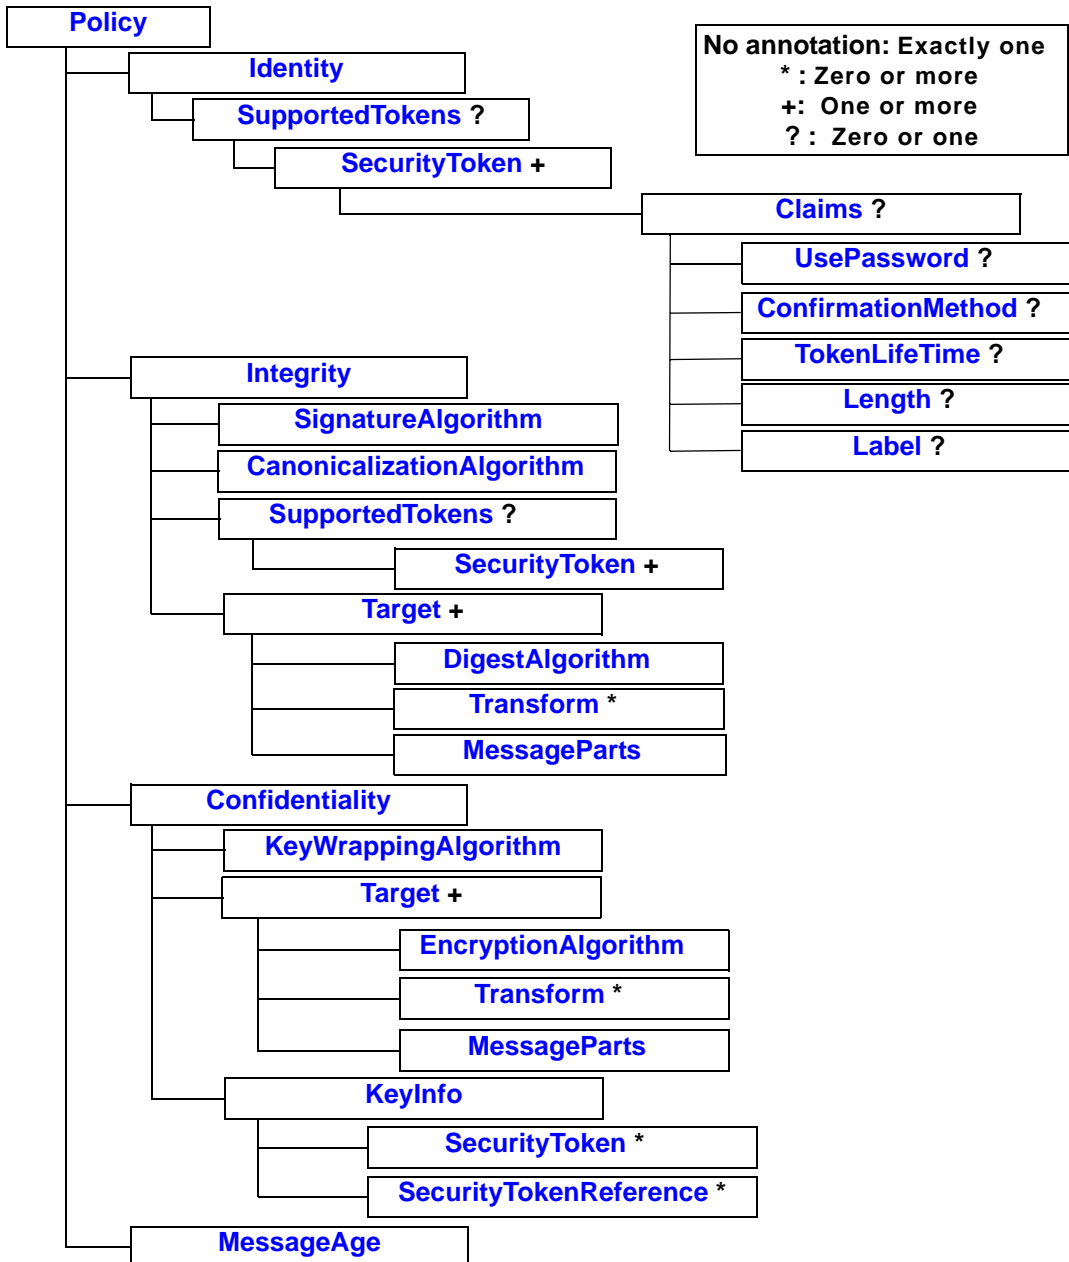 Policy
No annotation: Exactly one
* : Zero or more
+: One or more
? : Zero or one
Identity
SupportedTokens ?
SecurityToken +
Claims ?
UsePassword ?
ConfirmationMethod ?
TokenLifeTime ?
Length ?
Label ?
Integrity
SignatureAlgorithm
CanonicalizationAlgorithm
SupportedTokens ?
SecurityToken +
Target +
DigestAlgorithm
Transform *
MessageParts
Confidentiality
KeyWrappingAlgorithm
Target +
EncryptionAlgorithm
Transform *
MessageParts
KeyInfo
SecurityToken *
SecurityTokenReference *
MessageAge